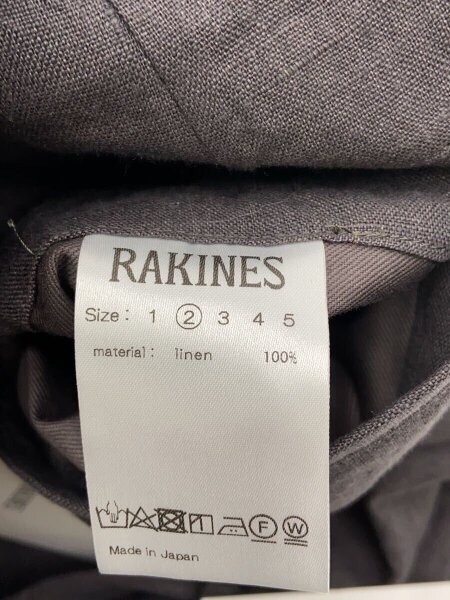 RAKINES
Size: 1 2 3 4 5
material: linen 100%
F W
Made in Japan